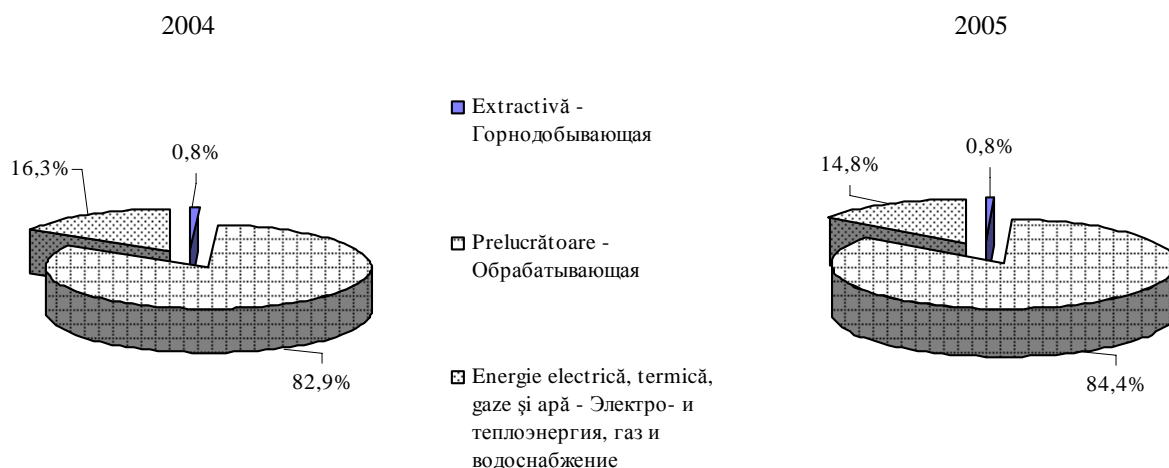 2004
2005
Extractivă -
Горнодобывающая
0,8%
16,3%
0,8%
14,8%
Prelucrătoare -
Обрабатывающая
82,9%
84,4%
Energie electrică, termică,
gaze şi apă - Электро- и
теплоэнергия, газ и
водоснабжение